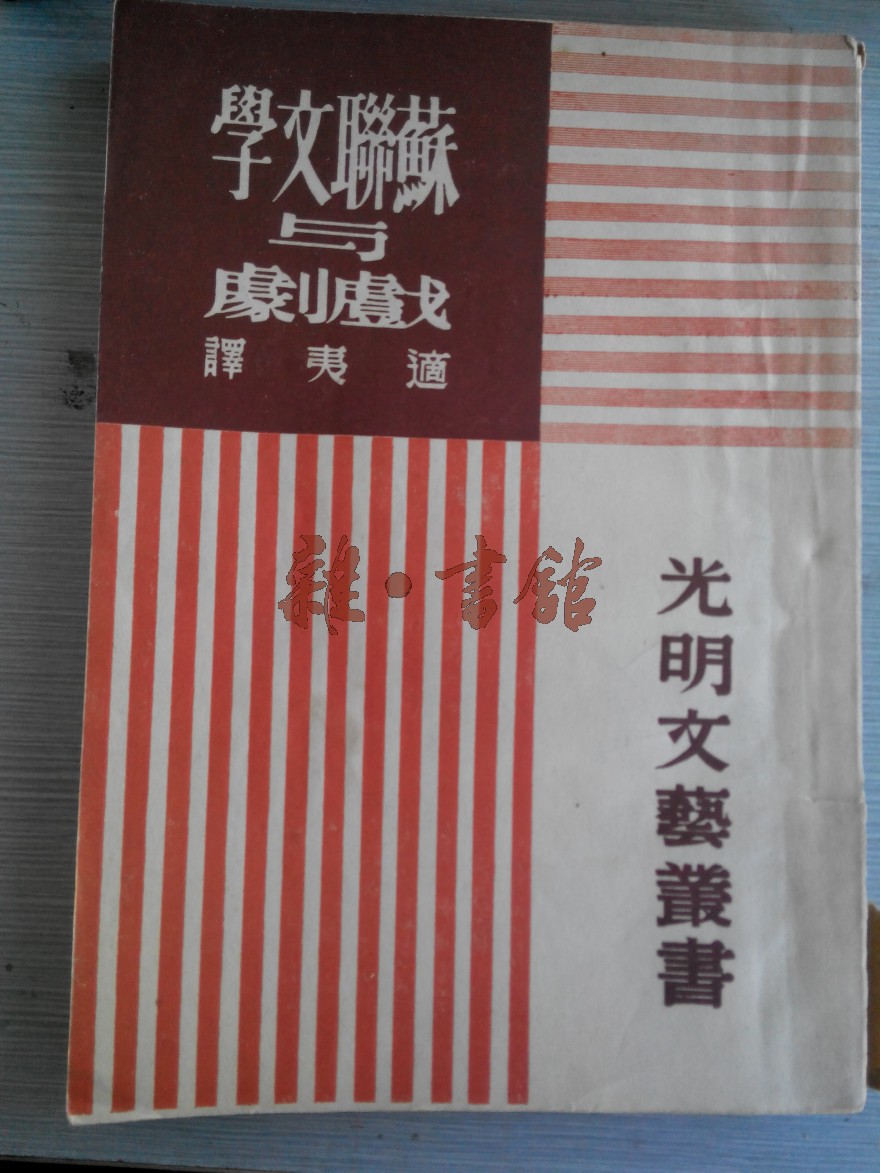 蘇聯文學
与
戲劇
適夷譯
雜·書館
光明文藝叢書